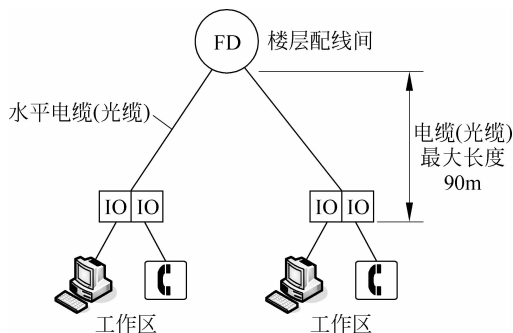 FD
楼层配线间
水平电缆(光缆)
电缆(光缆)
最大长度
90m
IO IO
IO IO
工作区
工作区